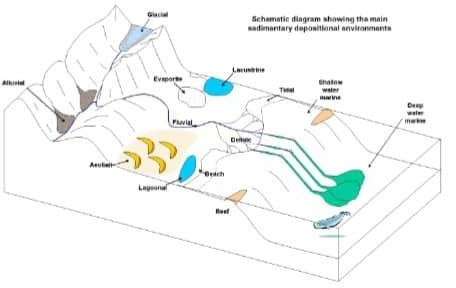 Glacial
Schematic diagram showing the main
sedimentary depositional environments
Alluvial
Evaporite
Lacustrine
Tidal
Shallow
water
marine
Deep
water
marine
Fluvial
Deltaic
Aeolian
Beach
Lagoonal
Reef